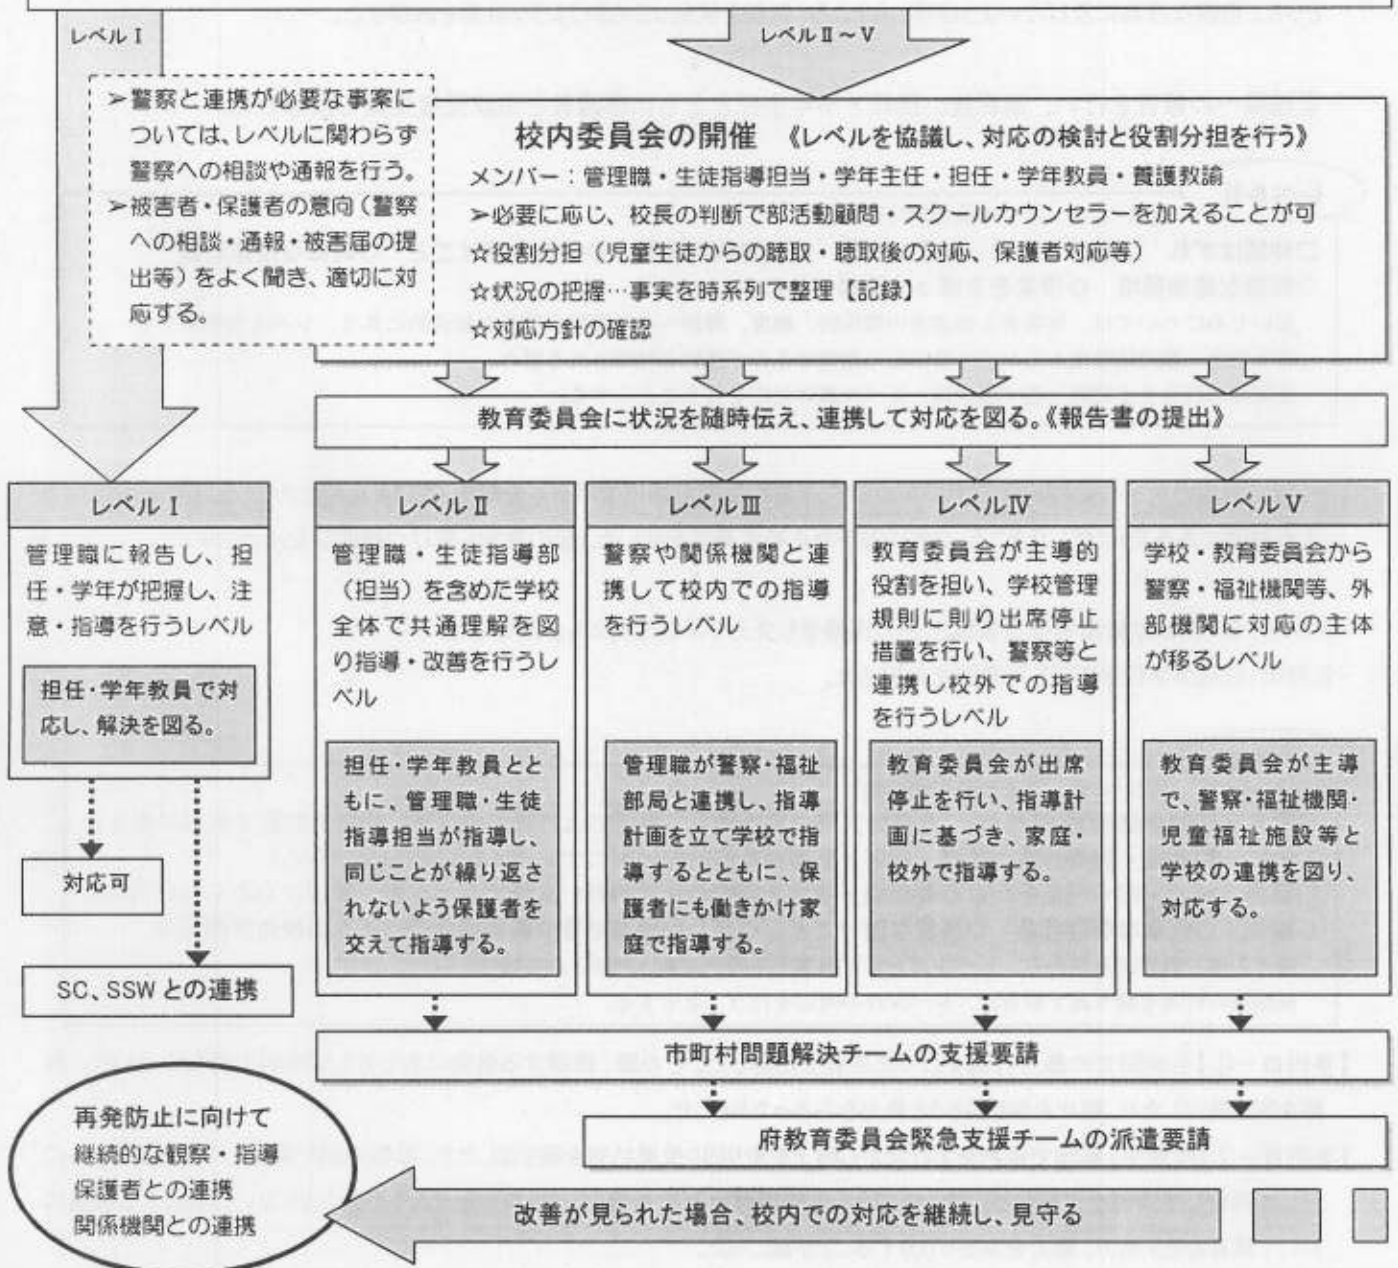 レベルⅠ
レベルⅡ～Ⅴ
➢警察と連携が必要な事案に
ついては、レベルに関わらず
警察への相談や通報を行う。
➢被害者・保護者の意向（警察
への相談・通報・被害届の提
出等）をよく聞き、適切に対
応する。
校内委員会の開催　《レベルを協議し、対応の検討と役割分担を行う》
メンバー：管理職・生徒指導担当・学年主任・担任・学年教員・養護教諭
➢必要に応じ、校長の判断で部活動顧問・スクールカウンセラーを加えることが可
☆役割分担（児童生徒からの聴取・聴取後の対応、保護者対応等）
☆状況の把握…事実を時系列で整理【記録】
☆対応方針の確認
教育委員会に状況を随時伝え、連携して対応を図る。《報告書の提出》
レベルⅠ
管理職に報告し、担
任・学年が把握し、注
意・指導を行うレベル
担任・学年教員で対
応し、解決を図る。
対応可
SC、SSW との連携
レベルⅡ
管理職・生徒指導部
（担当）を含めた学校
全体で共通理解を図
り指導・改善を行うレ
ベル
担任・学年教員とと
もに、管理職・生徒
指導担当が指導し、
同じことが繰り返さ
れないよう保護者を
交えて指導する。
レベルⅢ
警察や関係機関と連
携して校内での指導
を行うレベル
管理職が警察・福祉
部局と連携し、指導
計画を立て学校で指
導するとともに、保
護者にも働きかけ家
庭で指導する。
レベルⅣ
教育委員会が主導的
役割を担い、学校管理
規則に則り出席停止
措置を行い、警察等と
連携し校外での指導
を行うレベル
教育委員会が出席
停止を行い、指導計
画に基づき、家庭・
校外で指導する。
レベルⅤ
学校・教育委員会から
警察・福祉機関等、外
部機関に対応の主体
が移るレベル
教育委員会が主導
で、警察・福祉機関・
児童福祉施設等と
学校の連携を図り、
対応する。
市町村問題解決チームの支援要請
府教育委員会緊急支援チームの派遣要請
改善が見られた場合、校内での対応を継続し、見守る
再発防止に向けて
継続的な観察・指導
保護者との連携
関係機関との連携